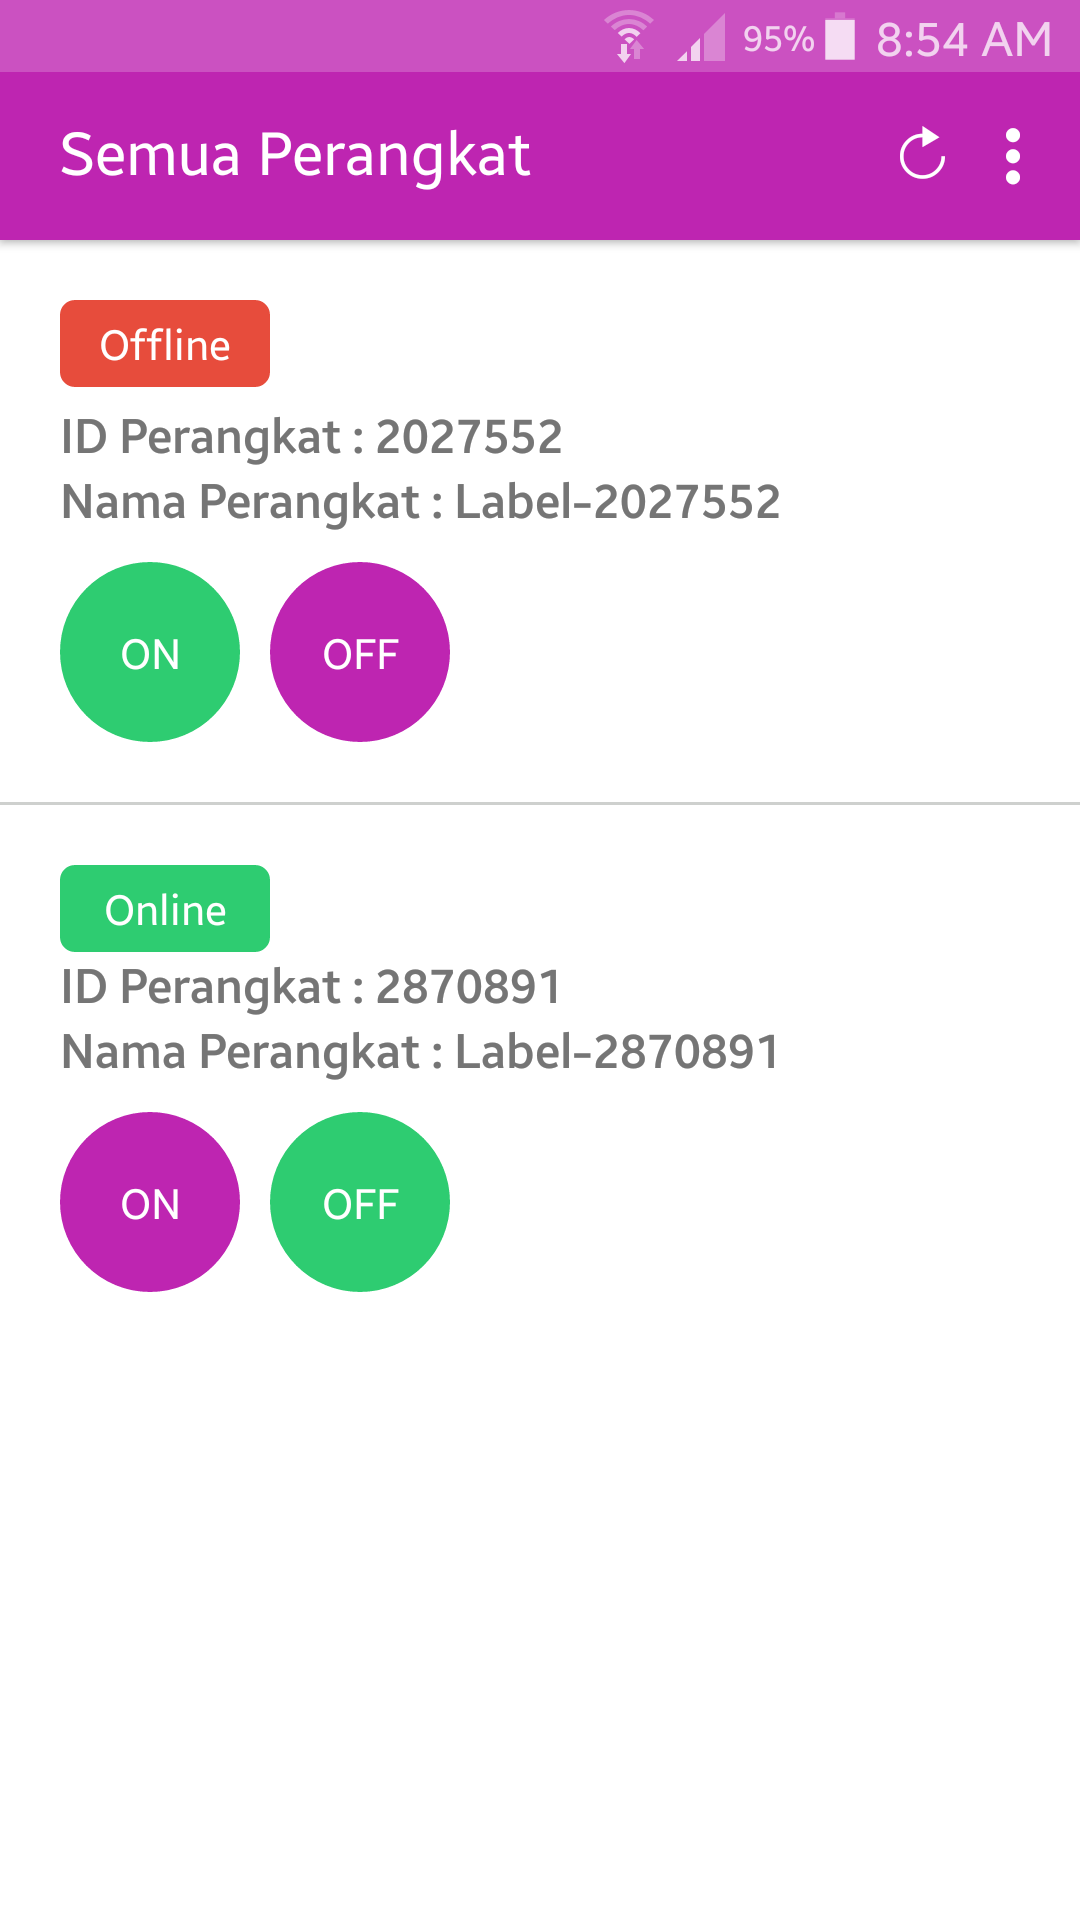 95% 8:54 AM
Semua Perangkat
Offline
ID Perangkat : 2027552
Nama Perangkat : Label-2027552
ON OFF
Online
ID Perangkat : 2870891
Nama Perangkat : Label-2870891
ON OFF